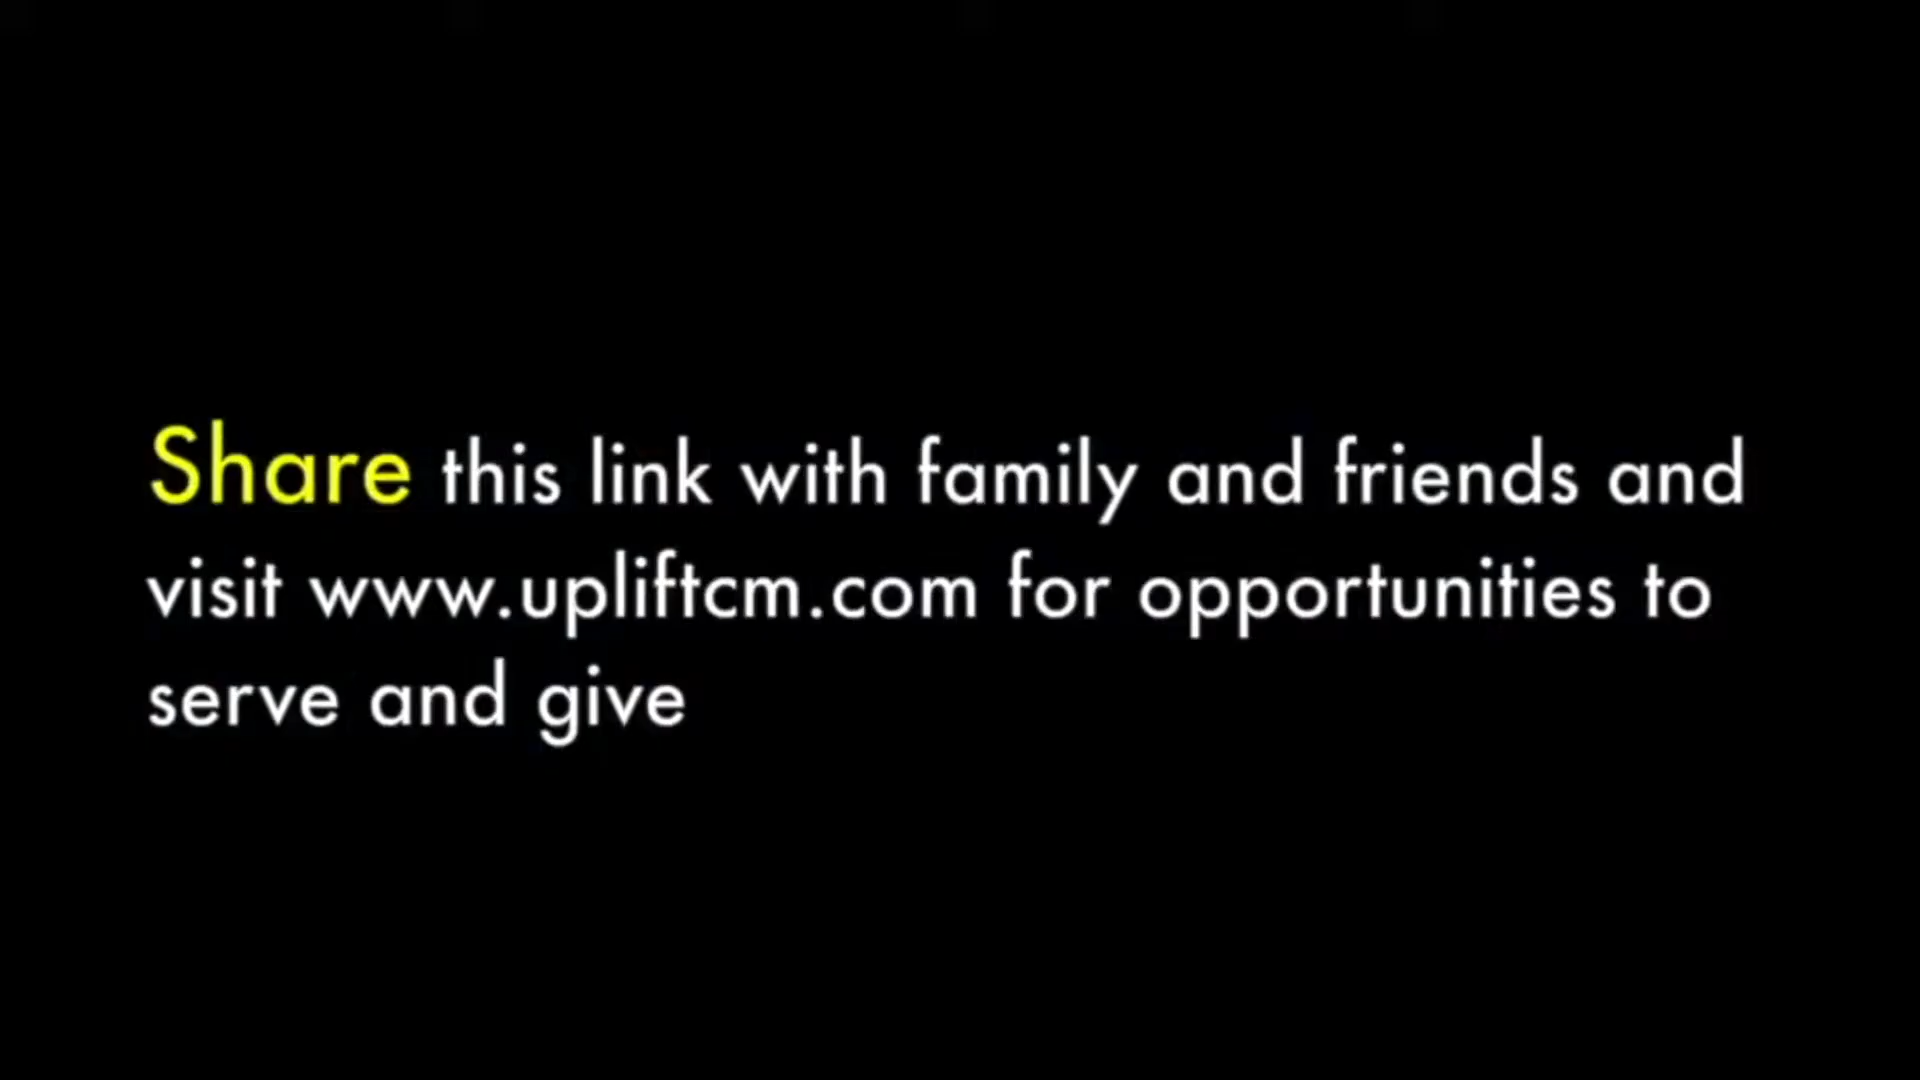 Share this link with family and friends and
visit www.upliftcm.com for opportunities to
serve and give